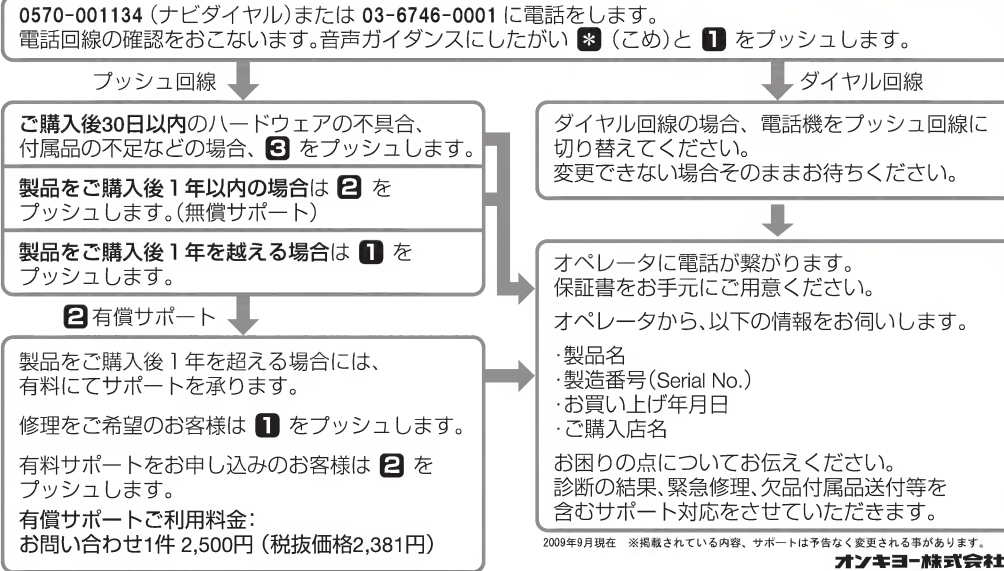 0570-001134（ナビダイヤル）または 03-6746-0001 に電話をします。
電話回線の確認をおこないます。音声ガイダンスにしたがい * （こめ）と 1 をプッシュします。
プッシュ回線
ダイヤル回線
ご購入後30日以内のハードウェアの不具合、
付属品の不足などの場合、3 をプッシュします。
製品をご購入後１年以内の場合は 2 を
プッシュします。（無償サポート）
製品をご購入後１年を越える場合は 1 を
プッシュします。
2 有償サポート
製品をご購入後１年を超える場合には、
有料にてサポートを承ります。
修理をご希望のお客様は 1 をプッシュします。
有料サポートをお申し込みのお客様は 2 を
プッシュします。
有償サポートご利用料金：
お問い合わせ1件 2,500円（税抜価格2,381円）
ダイヤル回線の場合、電話機をプッシュ回線に
切り替えてください。
変更できない場合そのままお待ちください。
オペレータに電話が繋がります。
保証書をお手元にご用意ください。
オペレータから、以下の情報をお伺いします。
・製品名
・製造番号（Serial No.）
・お買い上げ年月日
・ご購入店名
お困りの点についてお伝えください。
診断の結果、緊急修理、欠品付属品送付等を
含むサポート対応をさせていただきます。
2009年9月現在　※掲載されている内容、サポートは予告なく変更される事があります。
オンキヨー株式会社